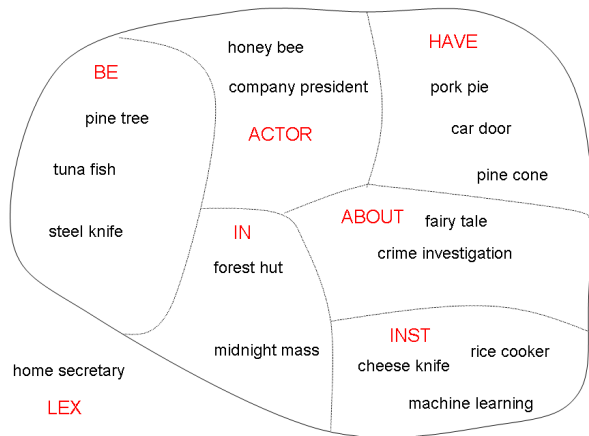 BE
pine tree
tuna fish
steel knife
honey bee
company president
ACTOR
HAVE
pork pie
car door
pine cone
IN
forest hut
midnight mass
ABOUT
fairy tale
crime investigation
INST
rice cooker
cheese knife
machine learning
home secretary
LEX